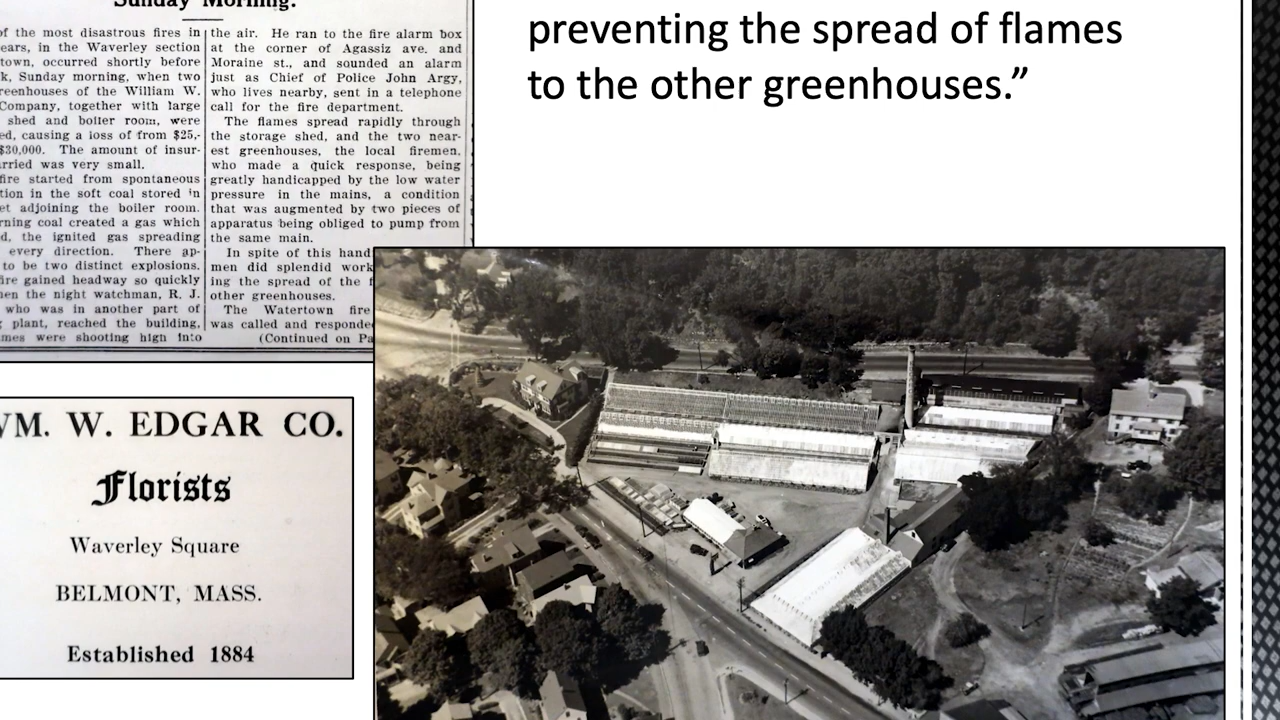 Sunday Morning.
of the most disastrous fires in
ears, in the Waverley section
town, occurred shortly before
k, Sunday morning, when two
reenhouses of the William W.
Company, together with large
shed and boiler room, were
ed, causing a loss of from $25,-
$30,000. The amount of insur-
arried was very small.
fire started from spontaneous
tion in the soft coal stored in
et adjoining the boiler room.
rning coal created a gas which
d, the ignited gas spreading
every direction. There ap-
to be two distinct explosions.
fire gained headway so quickly
hen the night watchman, R. J.
who was in another part of
plant, reached the building,
mes were shooting high into
the air. He ran to the fire alarm box
at the corner of Agassiz ave. and
Moraine st., and sounded an alarm
just as Chief of Police John Argy,
who lives nearby, sent in a telephone
call for the fire department.
The flames spread rapidly through
the storage shed, and the two near-
est greenhouses, the local firemen,
who made a quick response, being
greatly handicapped by the low water
pressure in the mains, a condition
that was augmented by two pieces of
apparatus being obliged to pump from
the same main.
In spite of this hand
men did splendid work
ing the spread of the f
other greenhouses.
The Watertown fire
was called and responde
(Continued on Pa
preventing the spread of flames
to the other greenhouses.”
WM. W. EDGAR CO.
Florists
Waverley Square
BELMONT, MASS.
Established 1884